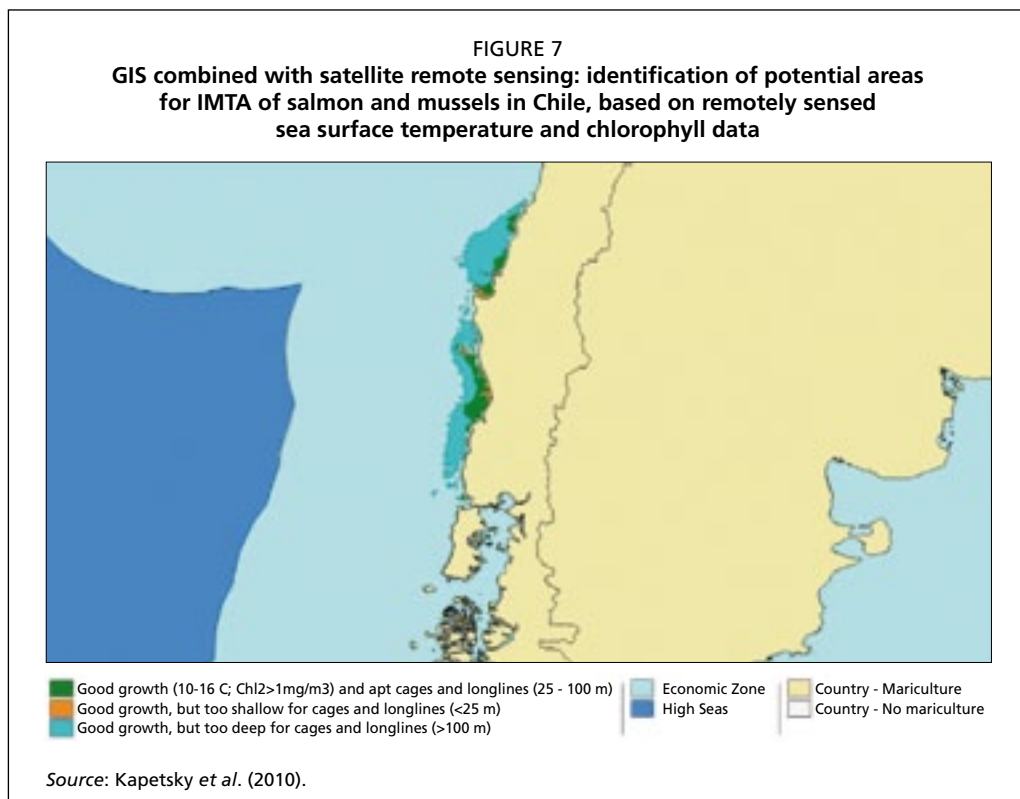 FIGURE 7
GIS combined with satellite remote sensing: identification of potential areas
for IMTA of salmon and mussels in Chile, based on remotely sensed
sea surface temperature and chlorophyll data
Good growth (10-16 C; Chl2>1mg/m3) and apt cages and longlines (25 - 100 m)
Good growth, but too shallow for cages and longlines (<25 m)
Good growth, but too deep for cages and longlines (>100 m)
Economic Zone
High Seas
Country - Mariculture
Country - No mariculture
Source: Kapetsky et al. (2010).